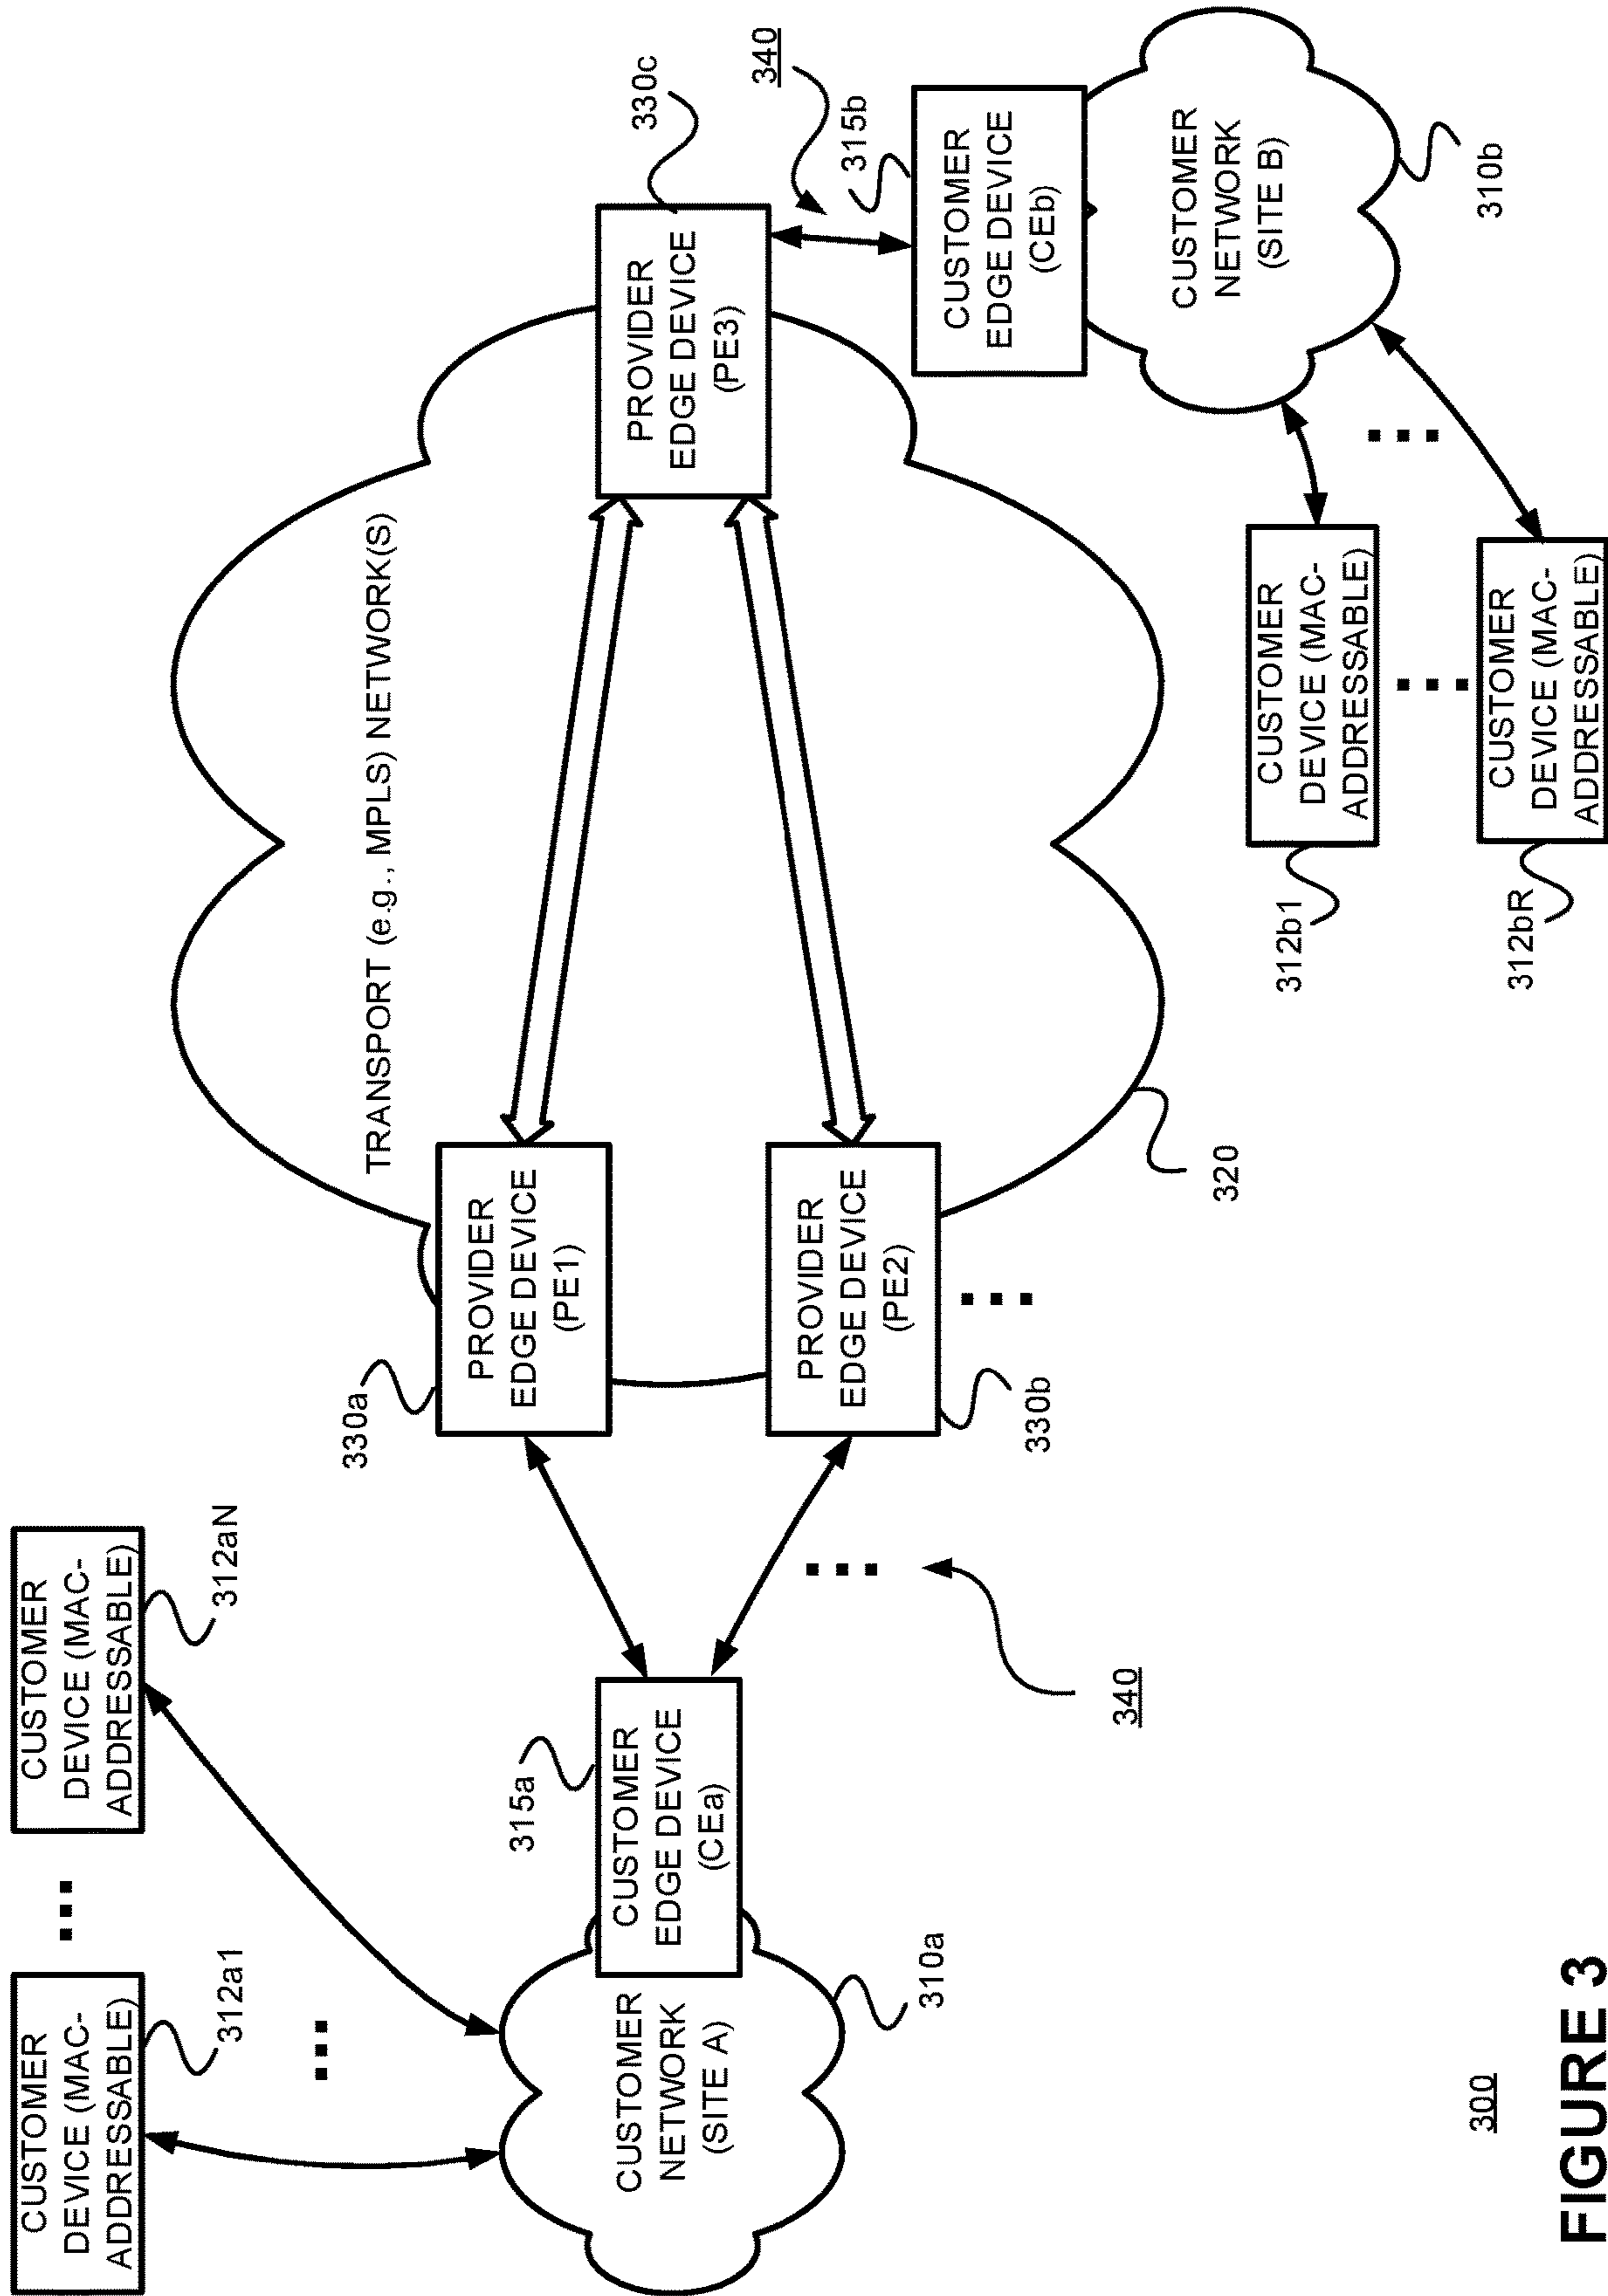 CUSTOMER
DEVICE (MAC-
ADDRESSABLE)
312a1
CUSTOMER
DEVICE (MAC-
ADDRESSABLE)
312aN
CUSTOMER
NETWORK
(SITE A)
310a
315a
CUSTOMER
EDGE DEVICE
(CEa)
340
330a
PROVIDER
EDGE DEVICE
(PE1)
PROVIDER
EDGE DEVICE
(PE2)
330b
TRANSPORT (e.g., MPLS) NETWORK(S)
320
PROVIDER
EDGE DEVICE
(PE3)
330c
340
315b
CUSTOMER
EDGE DEVICE
(CEb)
CUSTOMER
NETWORK
(SITE B)
310b
CUSTOMER
DEVICE (MAC-
ADDRESSABLE)
312b1
CUSTOMER
DEVICE (MAC-
ADDRESSABLE)
312bR
300
FIGURE 3